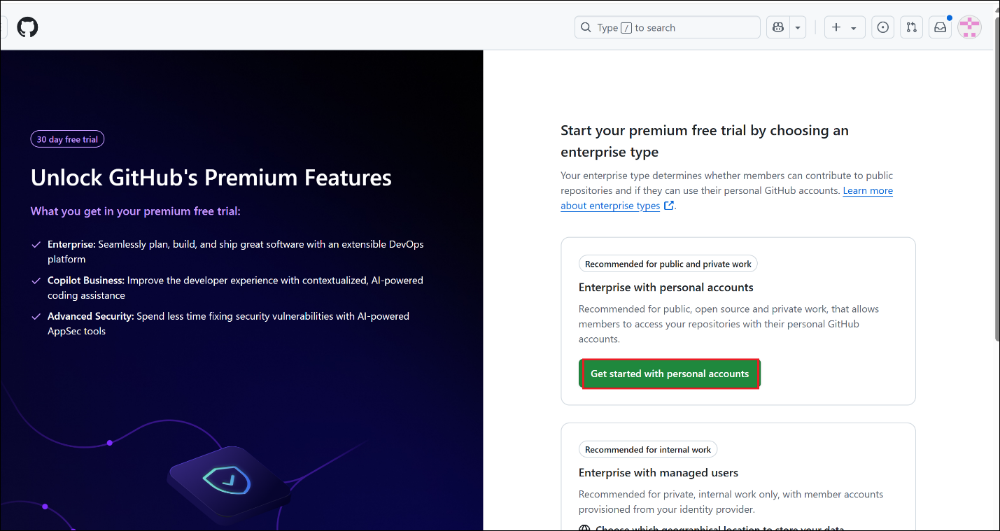 Type / to search
30 day free trial
Unlock GitHub's Premium Features
What you get in your premium free trial:
Enterprise: Seamlessly plan, build, and ship great software with an extensible DevOps
platform
Copilot Business: Improve the developer experience with contextualized, AI-powered
coding assistance
Advanced Security: Spend less time fixing security vulnerabilities with AI-powered
AppSec tools
Start your premium free trial by choosing an
enterprise type
Your enterprise type determines whether members can contribute to public
repositories and if they can use their personal GitHub accounts. Learn more
about enterprise types .
Recommended for public and private work
Enterprise with personal accounts
Recommended for public, open source and private work, that allows
members to access your repositories with their personal GitHub
accounts.
Get started with personal accounts
Recommended for internal work
Enterprise with managed users
Recommended for private, internal work only, with member accounts
provisioned from your identity provider.
Choose which geographical location to store your data